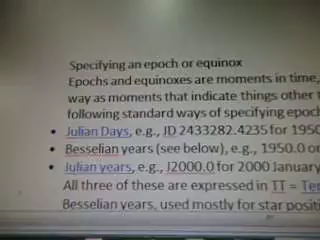 Specifying an epoch or equinox
Epochs and equinoxes are moments in time,
way as moments that indicate things other
following standard ways of specifying epoch
• Julian Days, e.g., JD 2433282.4235 for 1950
• Besselian years (see below), e.g., 1950.0 or
• Julian years, e.g., J2000.0 for 2000 January
All three of these are expressed in TT =
Besselian years, used mostly for star